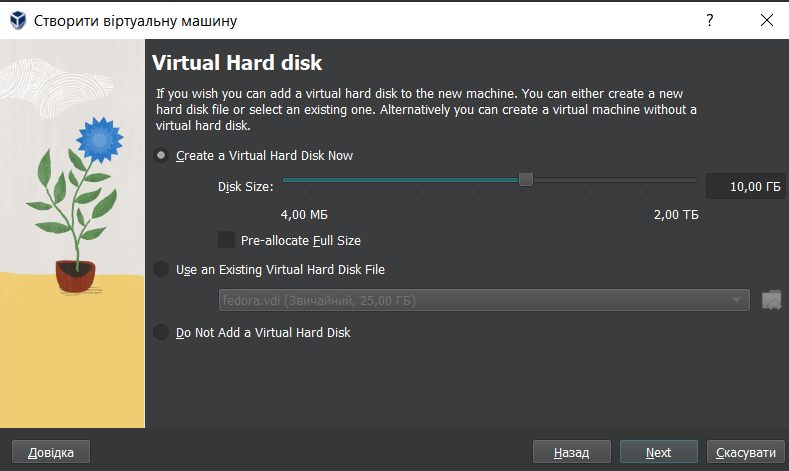 Створити віртуальну машину
?
Virtual Hard disk
If you wish you can add a virtual hard disk to the new machine. You can either create a new
hard disk file or select an existing one. Alternatively you can create a virtual machine without a
virtual hard disk.
Create a Virtual Hard Disk Now
Disk Size:
10,00 ГБ
4,00 МБ
2,00 ТБ
Pre-allocate Full Size
Use an Existing Virtual Hard Disk File
fedora.vdi (Звичайний, 25,00 ГБ)
Do Not Add a Virtual Hard Disk
Довідка
Назад
Next
Скасувати